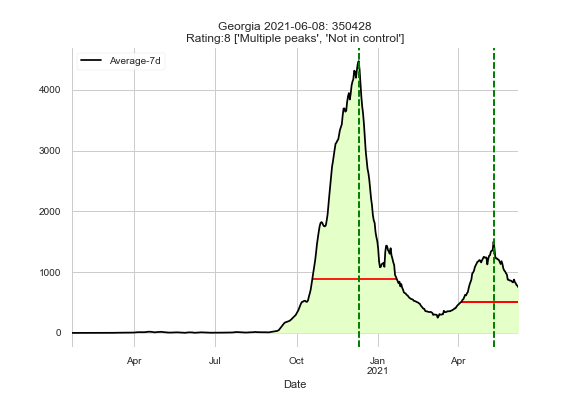 Georgia 2021-06-08: 350428
Rating:8 ['Multiple peaks', 'Not in control']
Average-7d
4000
3000
2000
1000
0
Apr
Jul
Oct
Jan
2021
Apr
Date